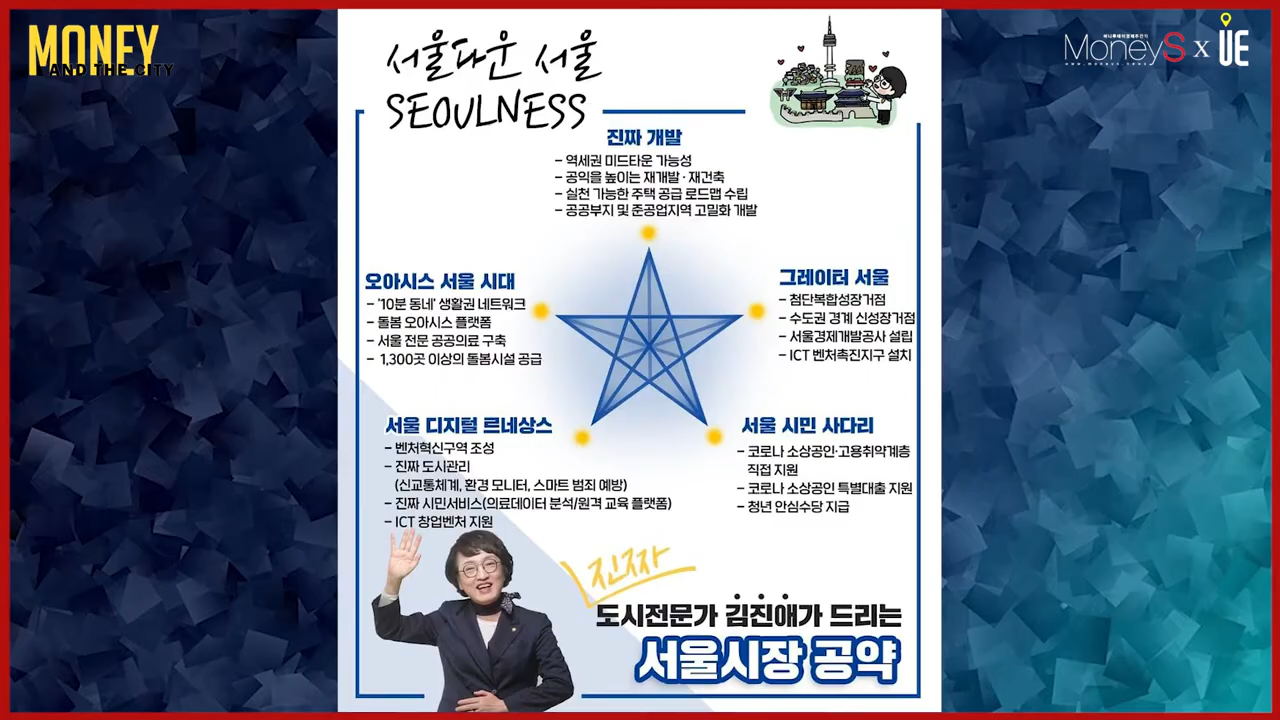 MONEY
AND THE CITY
머니투데이경제주간지
MoneyS x UE
www.moneys.news
서울다운 서울
SEOULNESS
진짜 개발
– 역세권 미드타운 가능성
– 공익을 높이는 재개발·재건축
– 실천 가능한 주택 공급 로드맵 수립
– 공공부지 및 준공업지역 고밀화 개발
오아시스 서울 시대
– '10분 동네' 생활권 네트워크
– 돌봄 오아시스 플랫폼
– 서울 전문 공공의료 구축
– 1,300곳 이상의 돌봄시설 공급
그레이터 서울
– 첨단복합성장거점
– 수도권 경계 신성장거점
– 서울경제개발공사 설립
– ICT 벤처촉진지구 설치
서울 디지털 르네상스
– 벤처혁신구역 조성
– 진짜 도시관리
(신교통체계, 환경 모니터, 스마트 범죄 예방)
– 진짜 시민서비스(의료데이터 분석/원격 교육 플랫폼)
– ICT 창업벤처 지원
서울 시민 사다리
– 코로나 소상공인·고용취약계층
직접 지원
– 코로나 소상공인 특별대출 지원
– 청년 안심수당 지급
진짜
도시전문가 김진애가 드리는
서울시장 공약